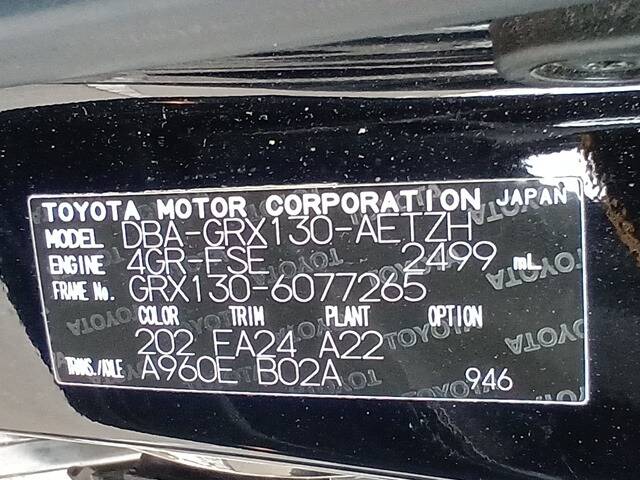 TOYOTA MOTOR CORPORATION JAPAN
MODEL DBA-GRX130-AETZH
ENGINE 4GR-FSE 2499 mL
FRAME No. GRX130-6077265
COLOR TRIM PLANT OPTION
202 FA24 A22
TRANS./AXLE A960E B02A 946